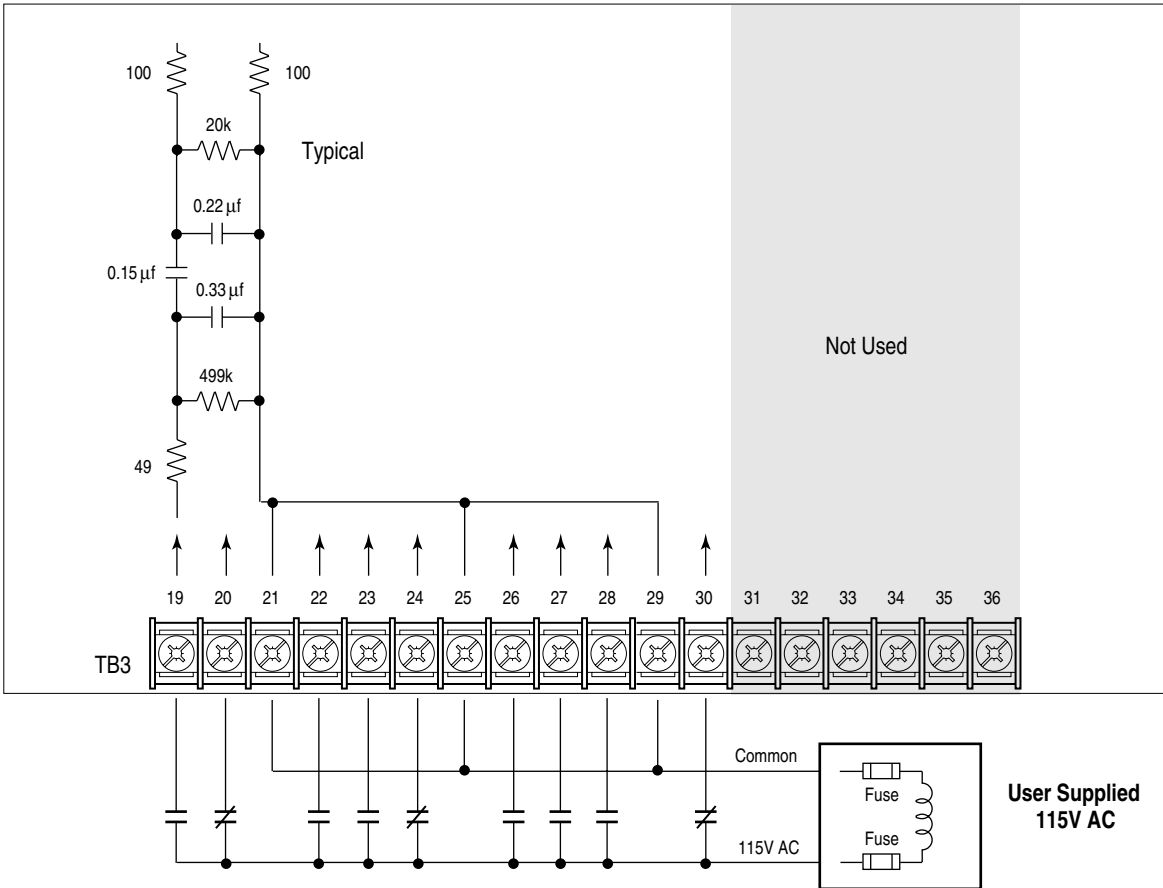 100
100
20k
Typical
0.22 µf
0.15 µf
0.33 µf
Not Used
499k
49
19 20 21 22 23 24 25 26 27 28 29 30 31 32 33 34 35 36
TB3
Common
Fuse
User Supplied
115V AC
Fuse
115V AC